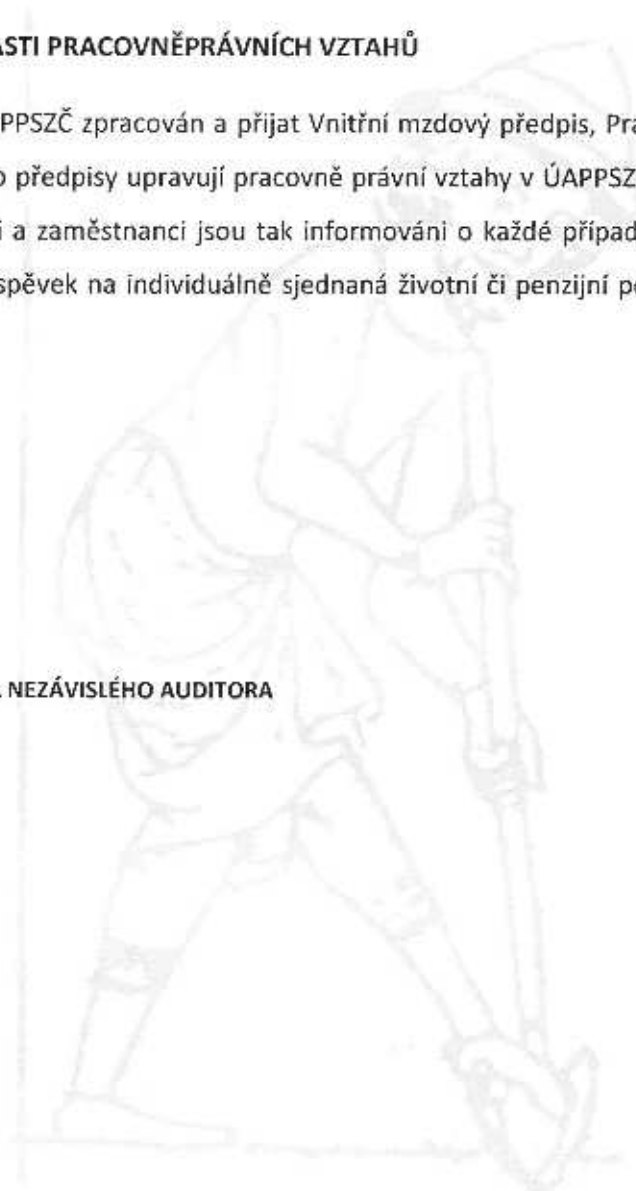 ASTI PRACOVNĚPRÁVNÍCH VZTAHŮ
PPSZČ zpracován a přijat Vnitřní mzdový předpis, Pra
o předpisy upravují pracovně právní vztahy v ÚAPPSZ
i a zaměstnanci jsou tak informováni o každé případ
spěvek na individuálně sjednaná životní či penzijní po
NEZÁVISLÉHO AUDITORA